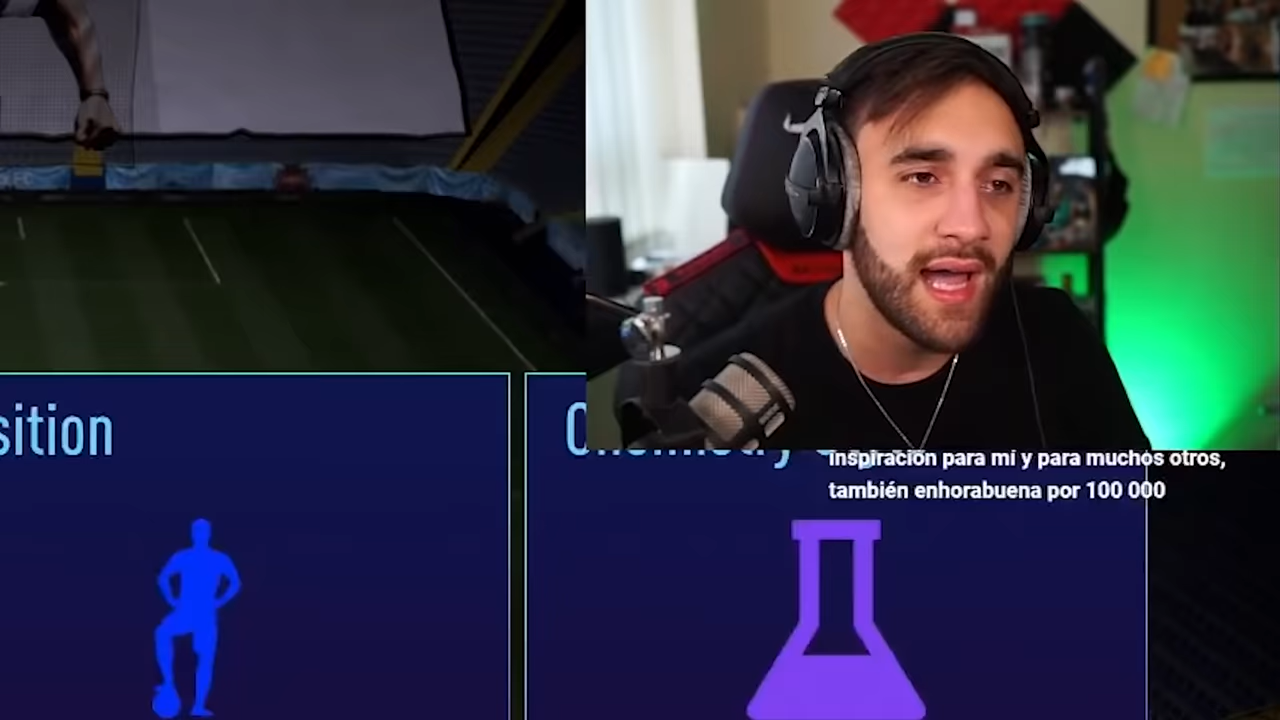 sition
inspiración para mí y para muchos otros,
también enhorabuena por 100 000